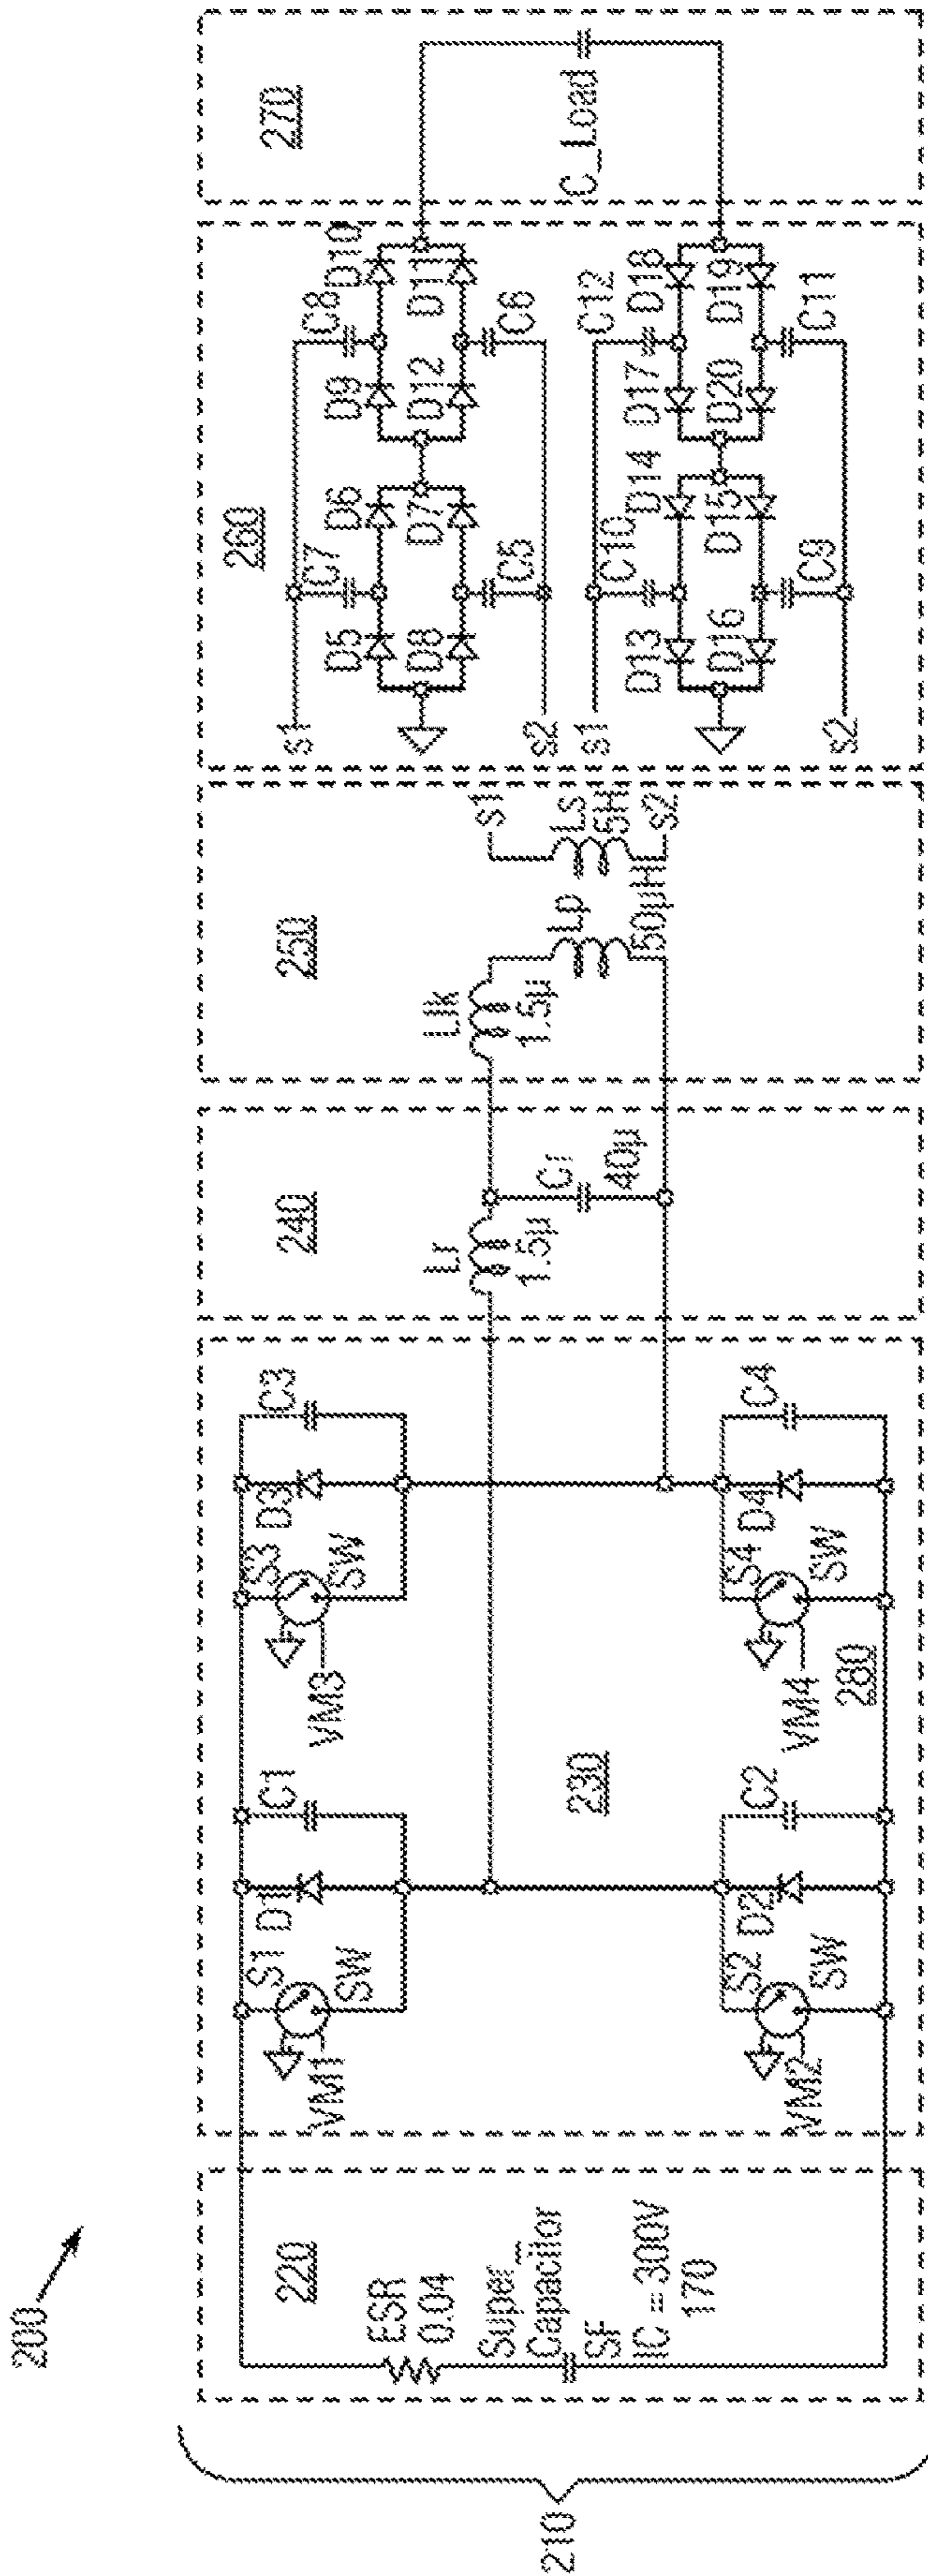 200
210
220
ESR
0.04
Super_
Capacitor
SF
IC = 300V
170
S1
D1
C1
SW
VM1
S3
D3
C3
SW
VM3
230
S2
D2
C2
SW
VM2
S4
D4
C4
SW
VM4
280
240
Lr
1.5µ
Cr
40µ
250
Llk
1.5µ
Lp
50µH
s1
Ls
5H
s2
260
s1
C7
C8
D5
D6
D9
D10
D8
D7
D12
D11
C5
C6
s2
s1
C10
C12
D13
D14
D17
D18
D16
D15
D20
D19
C9
C11
s2
270
C_Load